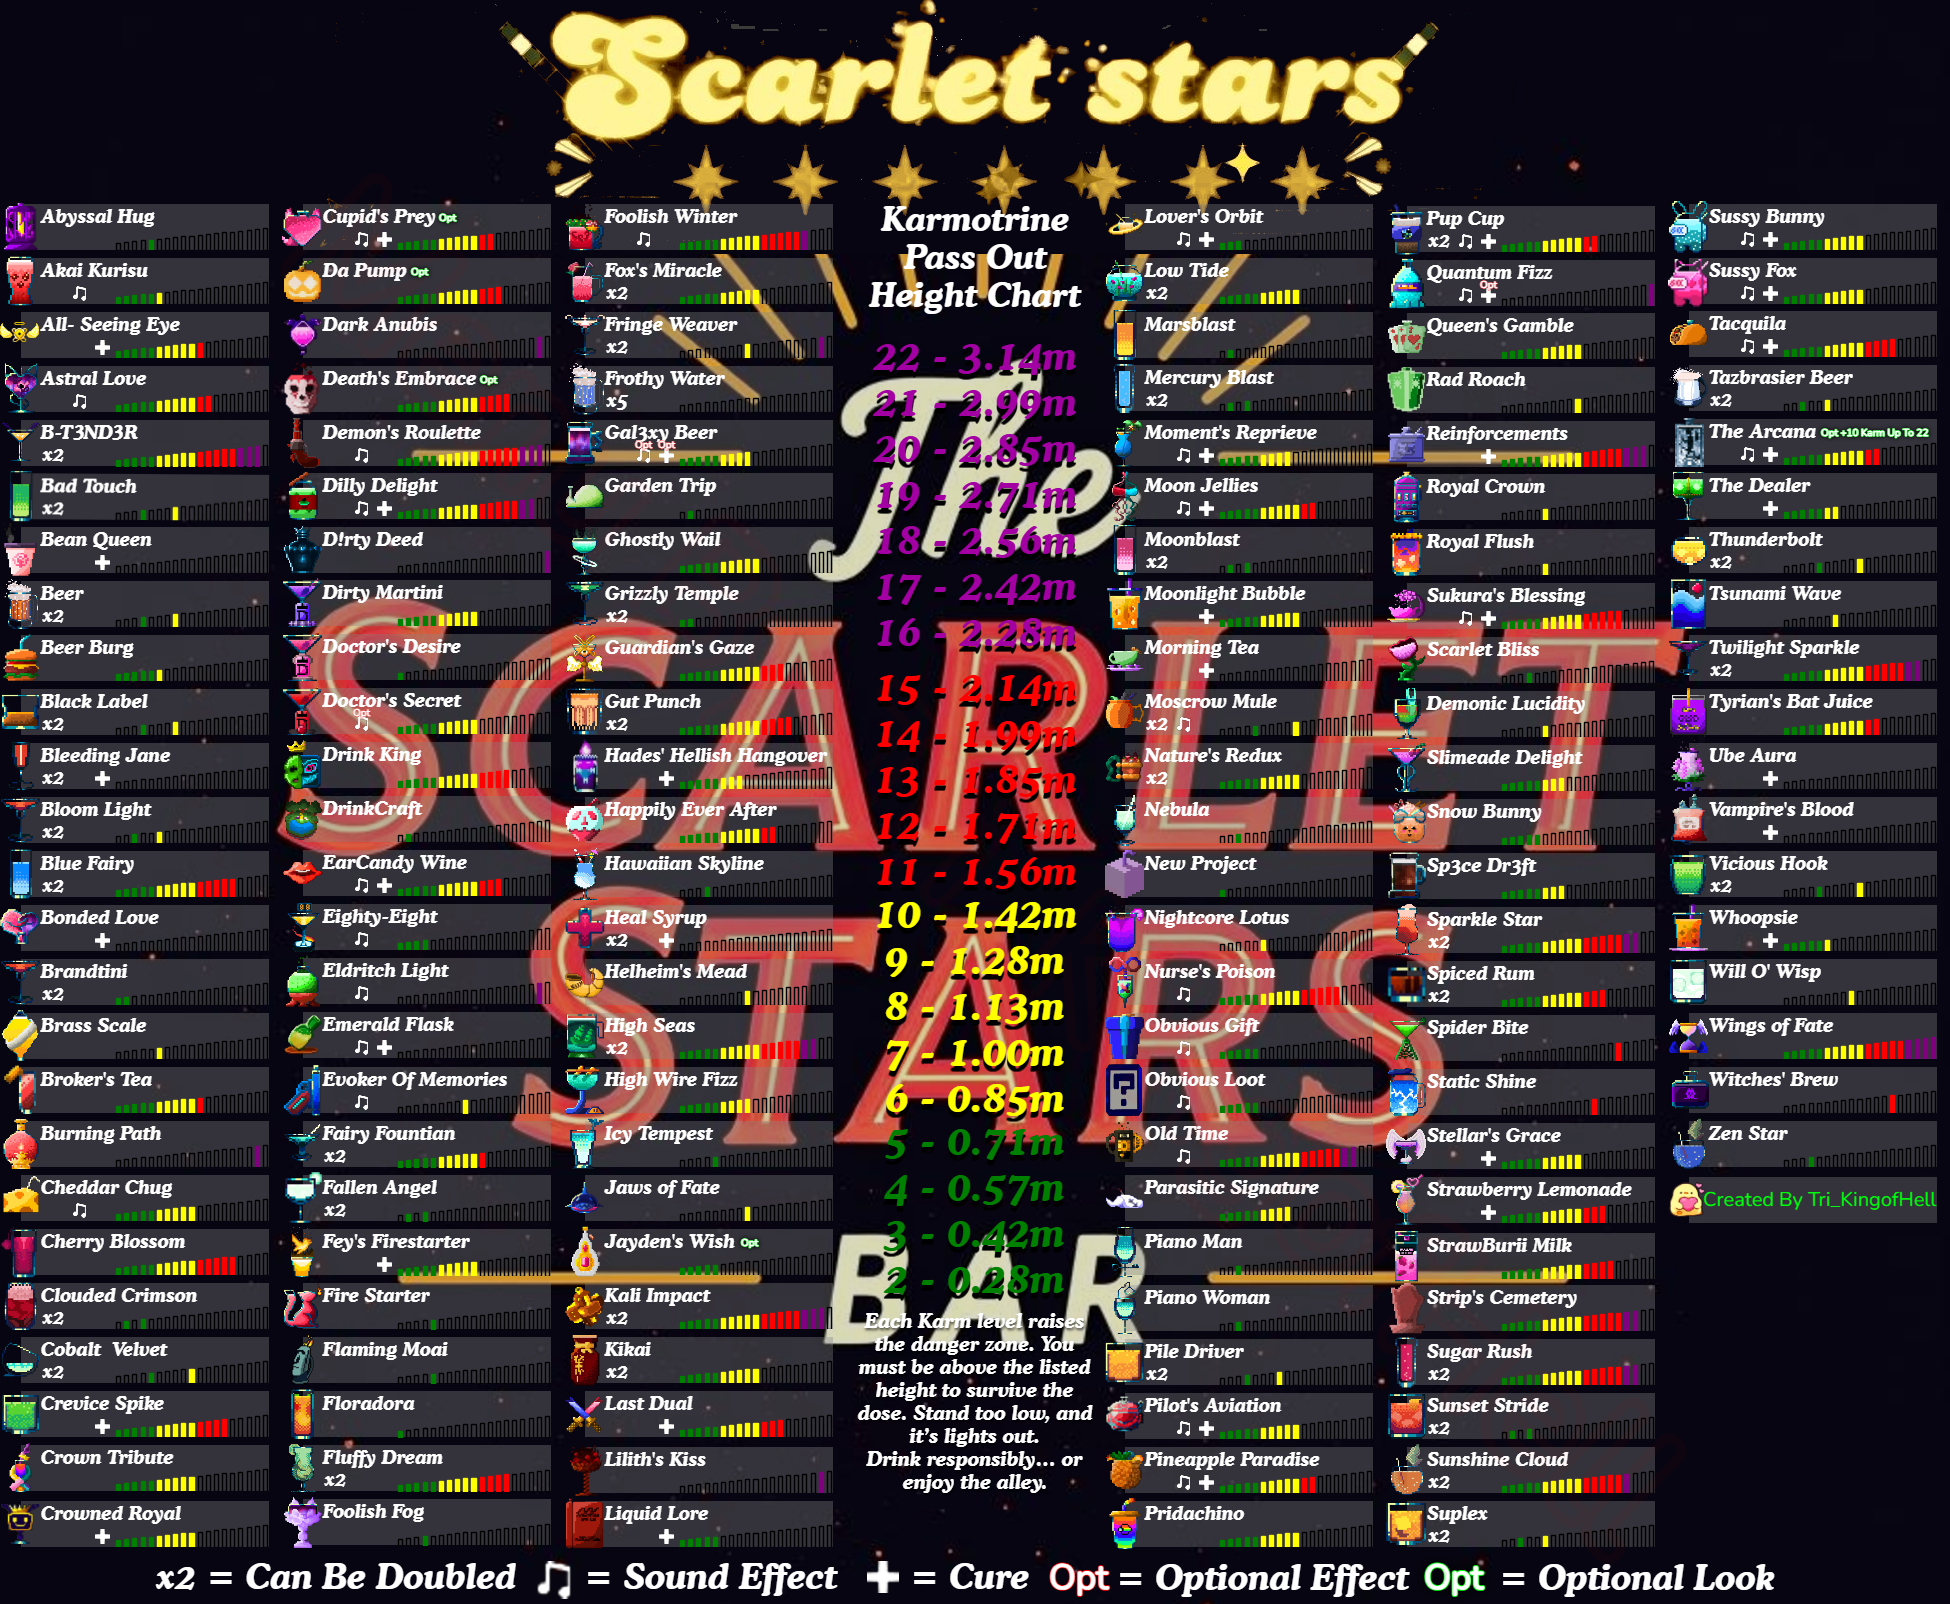 Scarlet stars
Abyssal Hug
Akai Kurisu
All- Seeing Eye
Astral Love
B-T3ND3R
x2
Bad Touch
x2
Bean Queen
Beer
x2
Beer Burg
Black Label
x2
Bleeding Jane
x2
Bloom Light
x2
Blue Fairy
x2
Bonded Love
Brandtini
x2
Brass Scale
Broker's Tea
Burning Path
Cheddar Chug
Cherry Blossom
Clouded Crimson
x2
Cobalt Velvet
x2
Crevice Spike
Crown Tribute
Crowned Royal
Cupid's Prey Opt
Da Pump Opt
Dark Anubis
Death's Embrace Opt
Demon's Roulette
Dilly Delight
D!rty Deed
Dirty Martini
Doctor's Desire
Doctor's Secret
Opt
Drink King
DrinkCraft
EarCandy Wine
Eighty-Eight
Eldritch Light
Emerald Flask
Evoker Of Memories
Fairy Fountian
x2
Fallen Angel
x2
Fey's Firestarter
Fire Starter
Flaming Moai
Floradora
Fluffy Dream
x2
Foolish Fog
Foolish Winter
Fox's Miracle
x2
Fringe Weaver
x2
Frothy Water
x5
Gal3xy Beer
Opt Opt
Garden Trip
Ghostly Wail
Grizzly Temple
x2
Guardian's Gaze
Gut Punch
x2
Hades' Hellish Hangover
Happily Ever After
Hawaiian Skyline
Heal Syrup
x2
Helheim's Mead
High Seas
x2
High Wire Fizz
Icy Tempest
Jaws of Fate
Jayden's Wish Opt
Kali Impact
x2
Kikai
x2
Last Dual
Lilith's Kiss
Liquid Lore
Karmotrine
Pass Out
Height Chart
22 - 3.14m
21 - 2.99m
20 - 2.85m
19 - 2.71m
18 - 2.56m
17 - 2.42m
16 - 2.28m
15 - 2.14m
14 - 1.99m
13 - 1.85m
12 - 1.71m
11 - 1.56m
10 - 1.42m
9 - 1.28m
8 - 1.13m
7 - 1.00m
6 - 0.85m
5 - 0.71m
4 - 0.57m
3 - 0.42m
2 - 0.28m
Each Karm level raises
the danger zone. You
must be above the listed
height to survive the
dose. Stand too low, and
it's lights out.
Drink responsibly... or
enjoy the alley.
The
SCARLET
STARS
BAR
Lover's Orbit
Low Tide
x2
Marsblast
Mercury Blast
x2
Moment's Reprieve
Moon Jellies
Moonblast
x2
Moonlight Bubble
Morning Tea
Moscrow Mule
x2
Nature's Redux
x2
Nebula
New Project
Nightcore Lotus
Nurse's Poison
Obvious Gift
Obvious Loot
Old Time
Parasitic Signature
Piano Man
Piano Woman
Pile Driver
x2
Pilot's Aviation
Pineapple Paradise
Pridachino
Pup Cup
x2
Quantum Fizz
Opt
Queen's Gamble
Rad Roach
Reinforcements
Royal Crown
Royal Flush
Sukura's Blessing
Scarlet Bliss
Demonic Lucidity
Slimeade Delight
Snow Bunny
Sp3ce Dr3ft
Sparkle Star
x2
Spiced Rum
x2
Spider Bite
Static Shine
Stellar's Grace
Strawberry Lemonade
StrawBurii Milk
Strip's Cemetery
Sugar Rush
x2
Sunset Stride
x2
Sunshine Cloud
x2
Suplex
x2
Sussy Bunny
Sussy Fox
Tacquila
Tazbrasier Beer
x2
The Arcana Opt +10 Karm Up To 22
The Dealer
Thunderbolt
x2
Tsunami Wave
Twilight Sparkle
x2
Tyrian's Bat Juice
Ube Aura
Vampire's Blood
Vicious Hook
x2
Whoopsie
Will O' Wisp
Wings of Fate
Witches' Brew
Zen Star
Created By Tri_KingofHell
x2 = Can Be Doubled = Sound Effect = Cure Opt = Optional Effect Opt = Optional Look